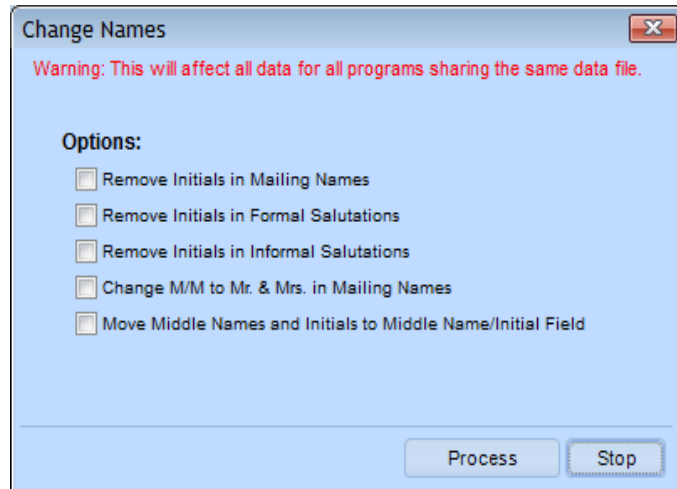 Change Names
Warning: This will affect all data for all programs sharing the same data file.
Options:
Remove Initials in Mailing Names
Remove Initials in Formal Salutations
Remove Initials in Informal Salutations
Change M/M to Mr. & Mrs. in Mailing Names
Move Middle Names and Initials to Middle Name/Initial Field
Process Stop